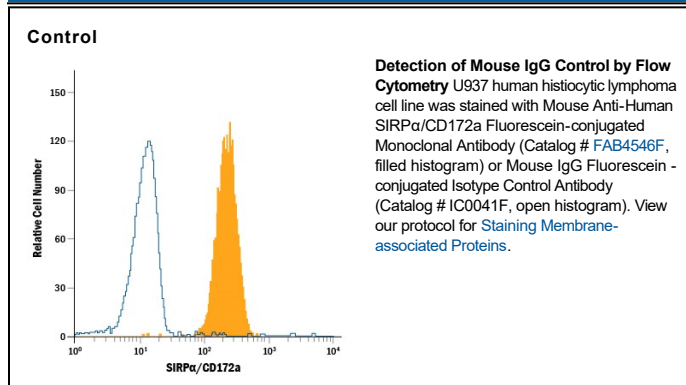 Control
Detection of Mouse IgG Control by Flow
Cytometry U937 human histiocytic lymphoma
cell line was stained with Mouse Anti-Human
SIRPα/CD172a Fluorescein-conjugated
Monoclonal Antibody (Catalog # FAB4546F,
filled histogram) or Mouse IgG Fluorescein -
conjugated Isotype Control Antibody
(Catalog # IC0041F, open histogram). View
our protocol for Staining Membrane-
associated Proteins.
Relative Cell Number
150
120
90
60
30
0
10⁰ 10¹ 10² 10³ 10⁴
SIRPα/CD172a